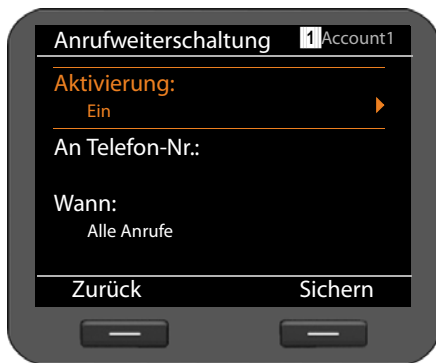 Anrufweiterschaltung 1 Account1
Aktivierung:
Ein
An Telefon-Nr.:
Wann:
Alle Anrufe
Zurück Sichern